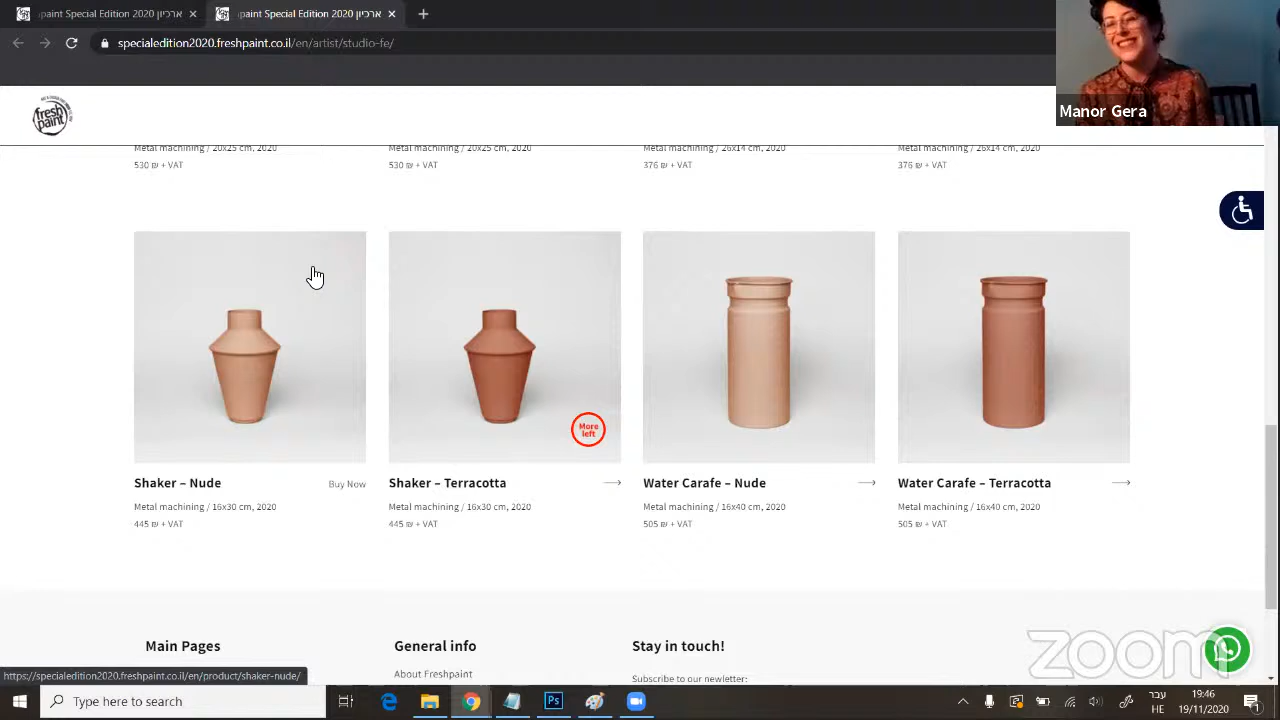 paint Special Edition 2020 ארכיון
paint Special Edition 2020 ארכיון
specialedition2020.freshpaint.co.il/en/artist/studio-fe/
Manor Gera
fresh
paint
Metal machining / 20x25 cm, 2020
Metal machining / 20x25 cm, 2020
Metal machining / 26x14 cm, 2020
Metal machining / 26x14 cm, 2020
530 ₪ + VAT
530 ₪ + VAT
376 ₪ + VAT
376 ₪ + VAT
More
left
Shaker – Nude
Buy Now
Shaker – Terracotta
Water Carafe – Nude
Water Carafe – Terracotta
Metal machining / 16x30 cm, 2020
Metal machining / 16x30 cm, 2020
Metal machining / 16x40 cm, 2020
Metal machining / 16x40 cm, 2020
445 ₪ + VAT
445 ₪ + VAT
505 ₪ + VAT
505 ₪ + VAT
Main Pages
General info
Stay in touch!
zoom
About Freshpaint
Subscribe to our newletter:
https://specialedition2020.freshpaint.co.il/en/product/shaker-nude/
Type here to search
Ps
HE
עבר
19:46
19/11/2020